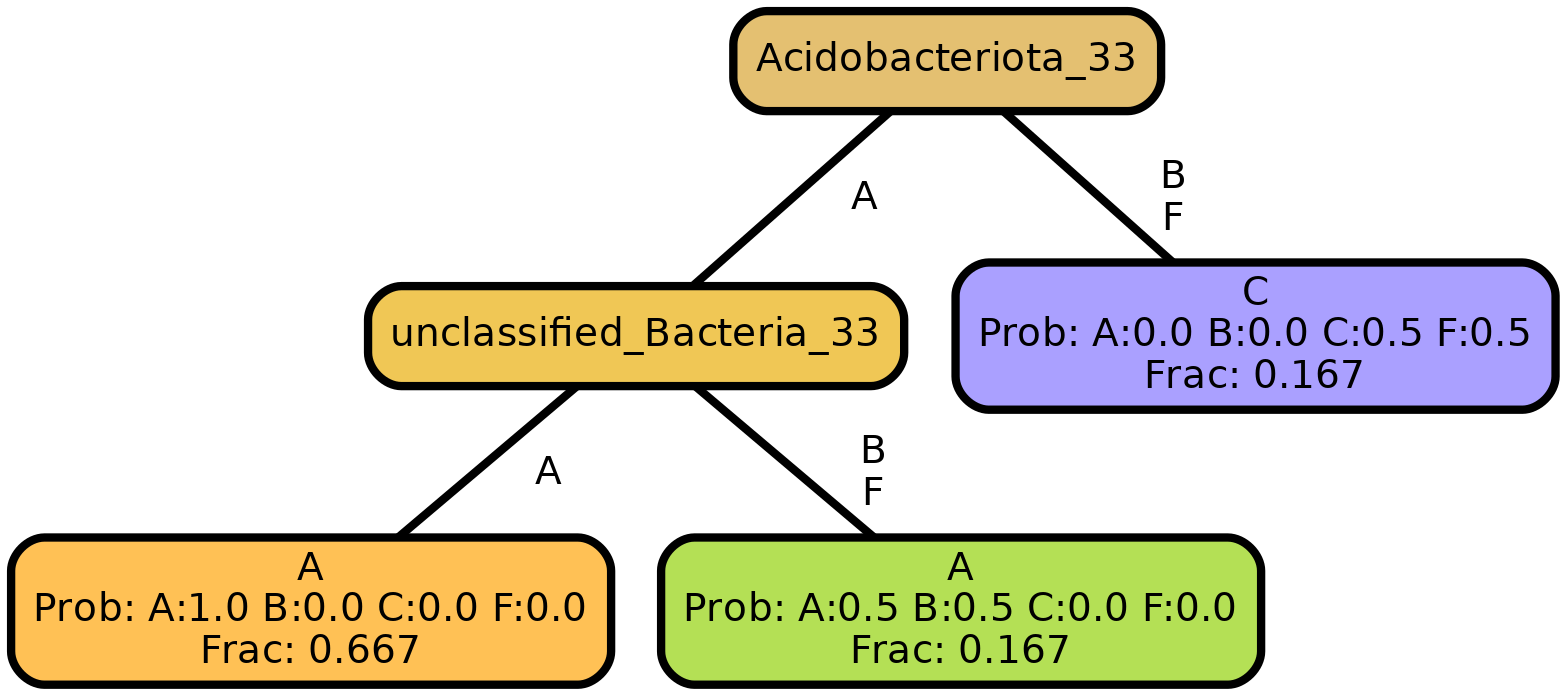 Acidobacteriota_33
A
B
F
unclassified_Bacteria_33
C
Prob: A:0.0 B:0.0 C:0.5 F:0.5
Frac: 0.167
A
B
F
A
Prob: A:1.0 B:0.0 C:0.0 F:0.0
Frac: 0.667
A
Prob: A:0.5 B:0.5 C:0.0 F:0.0
Frac: 0.167